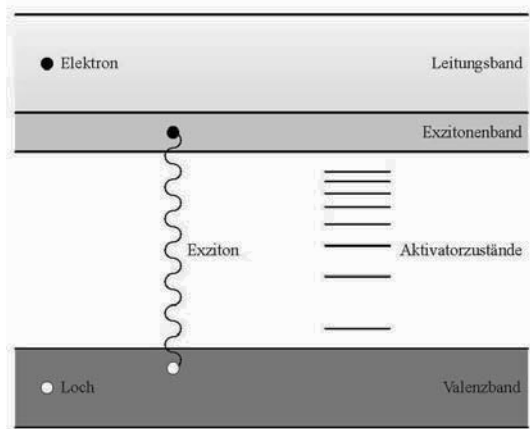 Elektron Leitungsband
Exzitonenband
Exziton Aktivatorzustände
Loch Valenzband